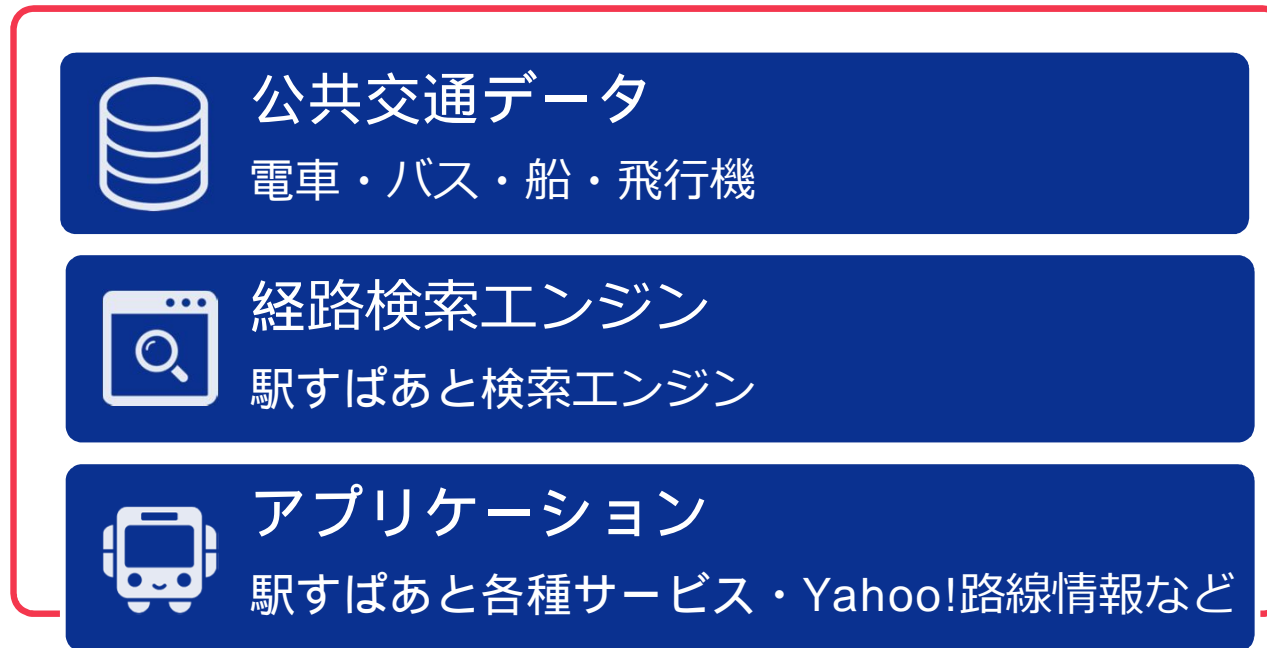 公共交通データ
電車・バス・船・飛行機
経路検索エンジン
駅すぱあと検索エンジン
アプリケーション
駅すぱあと各種サービス・Yahoo!路線情報など